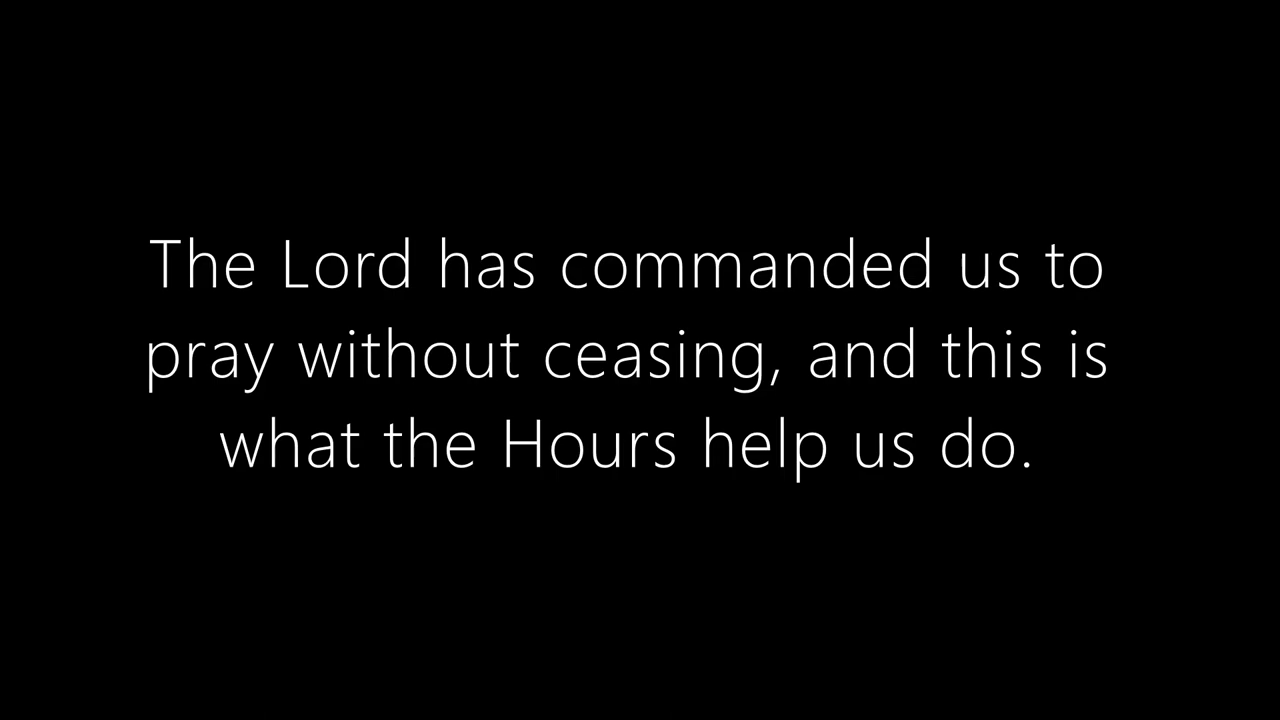 The Lord has commanded us to
pray without ceasing, and this is
what the Hours help us do.